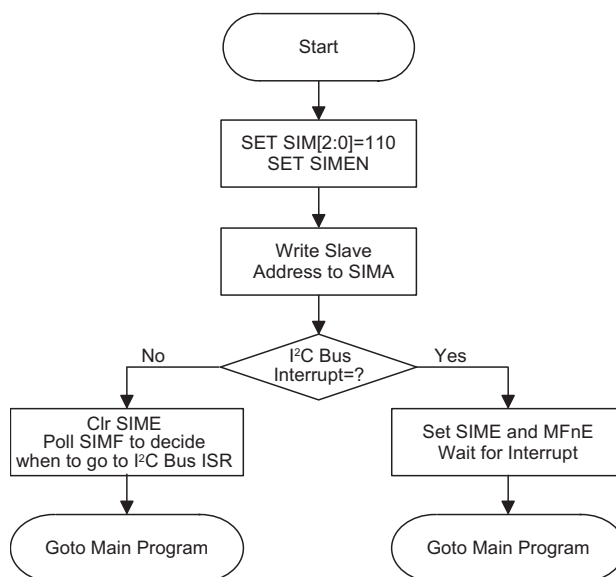 Start
SET SIM[2:0]=110
SET SIMEN
Write Slave
Address to SIMA
No
I²C Bus
Interrupt=?
Yes
Clr SIME
Poll SIMF to decide
when to go to I²C Bus ISR
Set SIME and MFnE
Wait for Interrupt
Goto Main Program
Goto Main Program